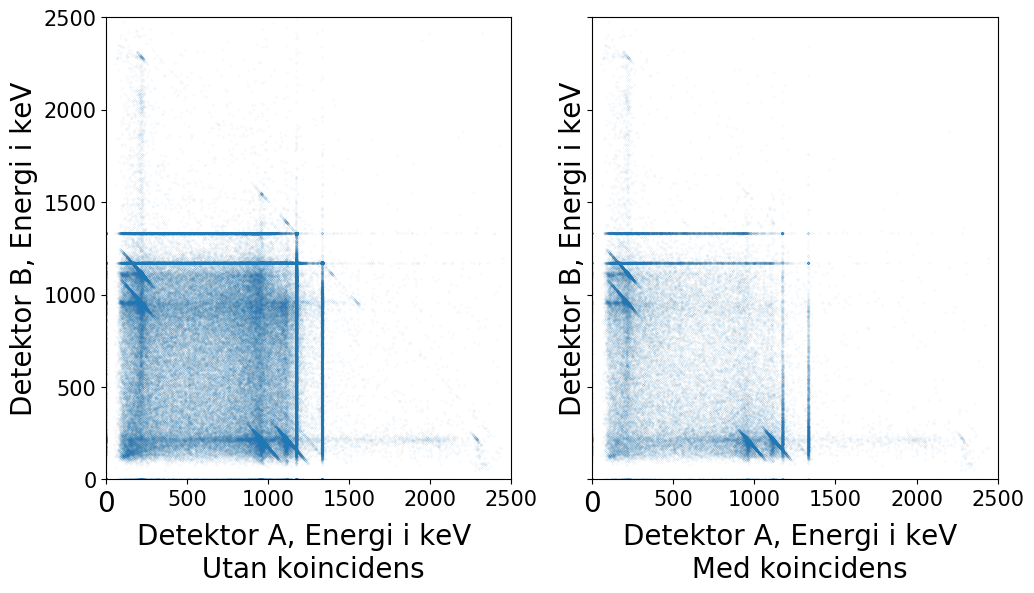 2500
2000
1500
1000
500
0
0 500 1000 1500 2000 2500
0 500 1000 1500 2000 2500
Detektor B, Energi i keV
Detektor B, Energi i keV
Detektor A, Energi i keV
Utan koincidens
Detektor A, Energi i keV
Med koincidens